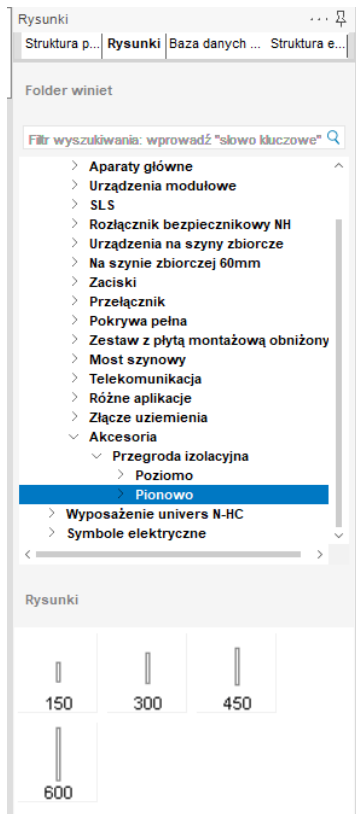 Rysunki ...
Struktura p... Rysunki Baza danych ... Struktura e...
Folder winiet
Filtr wyszukiwania: wprowadź "słowo kluczowe"
Aparaty główne
Urządzenia modułowe
SLS
Rozłącznik bezpiecznikowy NH
Urządzenia na szyny zbiorcze
Na szynie zbiorczej 60mm
Zaciski
Przełącznik
Pokrywa pełna
Zestaw z płytą montażową obniżony
Most szynowy
Telekomunikacja
Różne aplikacje
Złącze uziemienia
Akcesoria
Przegroda izolacyjna
Poziomo
Pionowo
Wyposażenie univers N-HC
Symbole elektryczne
Rysunki
150 300 450
600